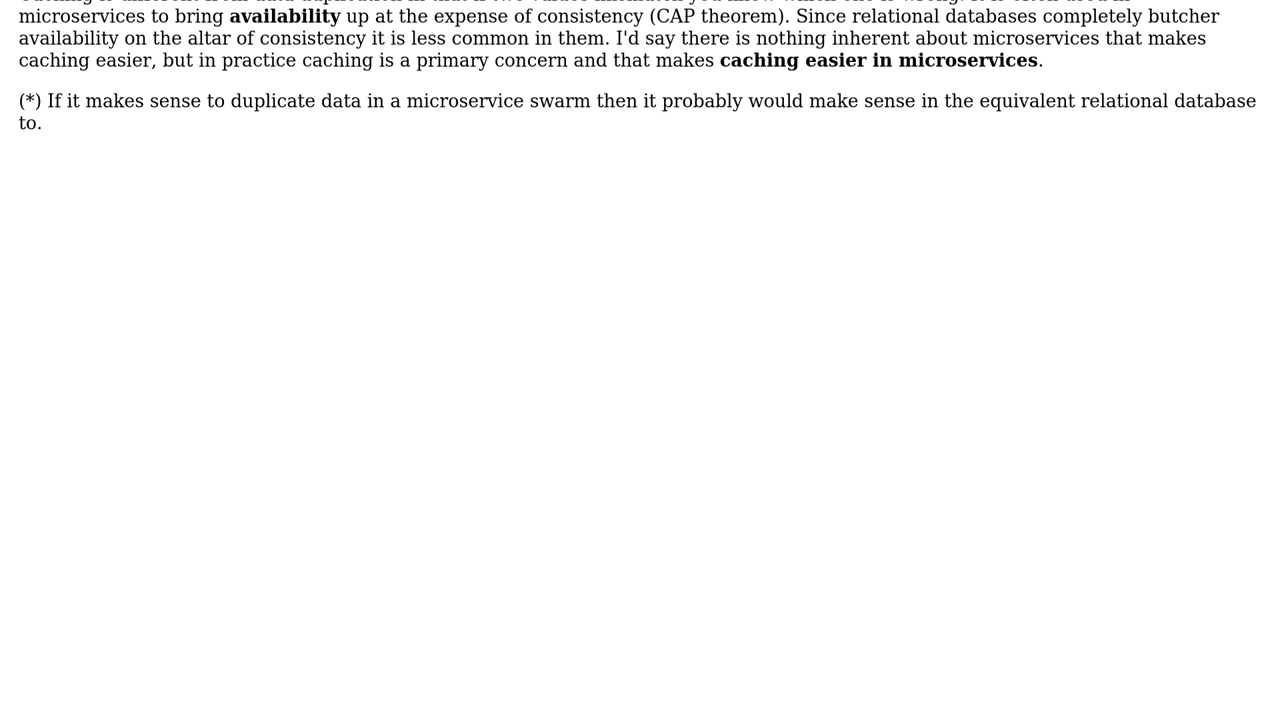 microservices to bring availability up at the expense of consistency (CAP theorem). Since relational databases completely butcher
availability on the altar of consistency it is less common in them. I'd say there is nothing inherent about microservices that makes
caching easier, but in practice caching is a primary concern and that makes caching easier in microservices.
(*) If it makes sense to duplicate data in a microservice swarm then it probably would make sense in the equivalent relational database
to.